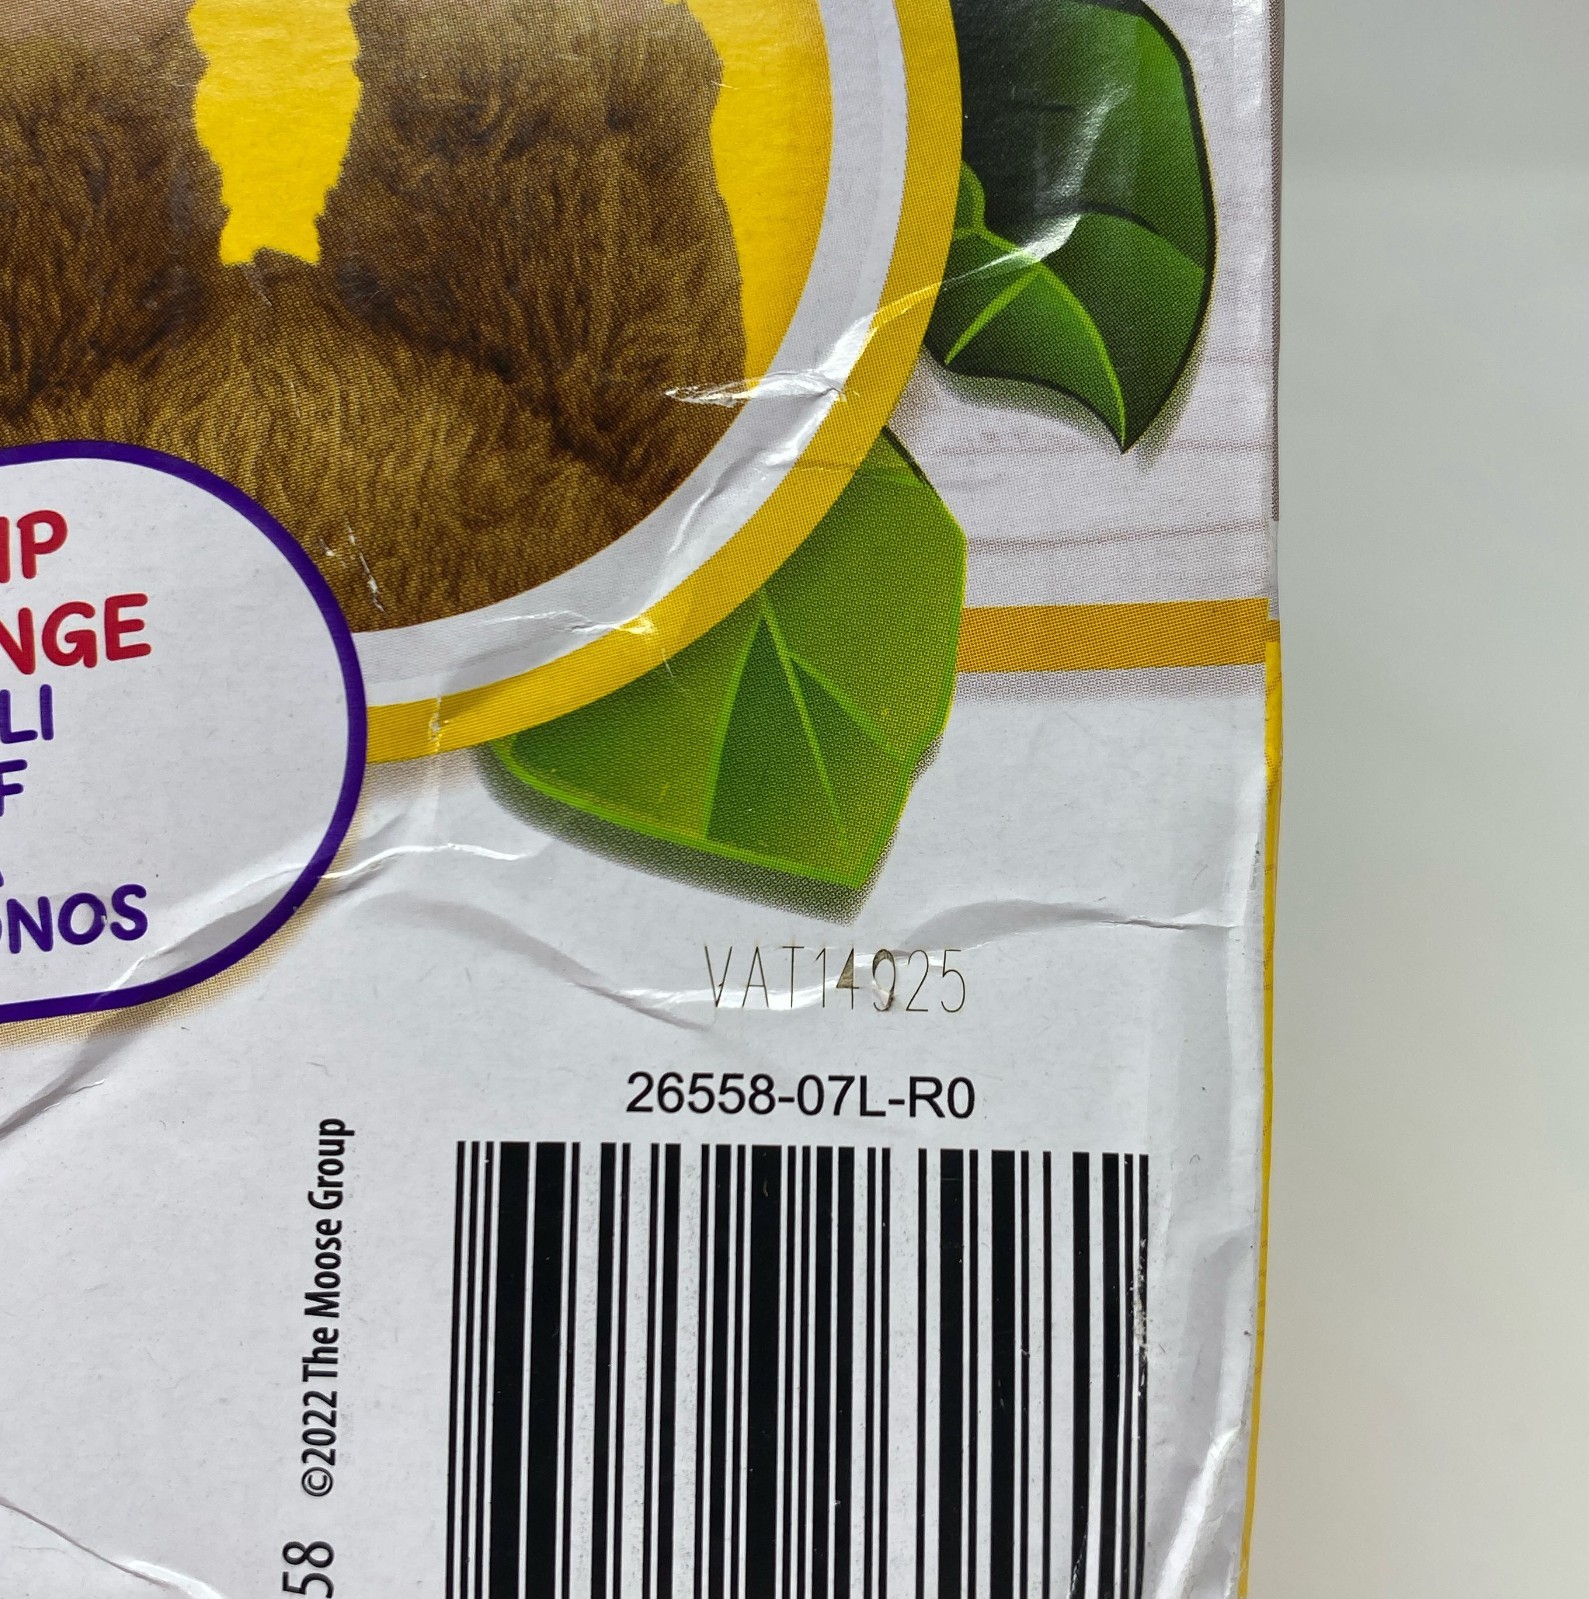 IP
NGE
LI
F
ONOS
VAT14925
26558-07L-R0
©2022 The Moose Group
58